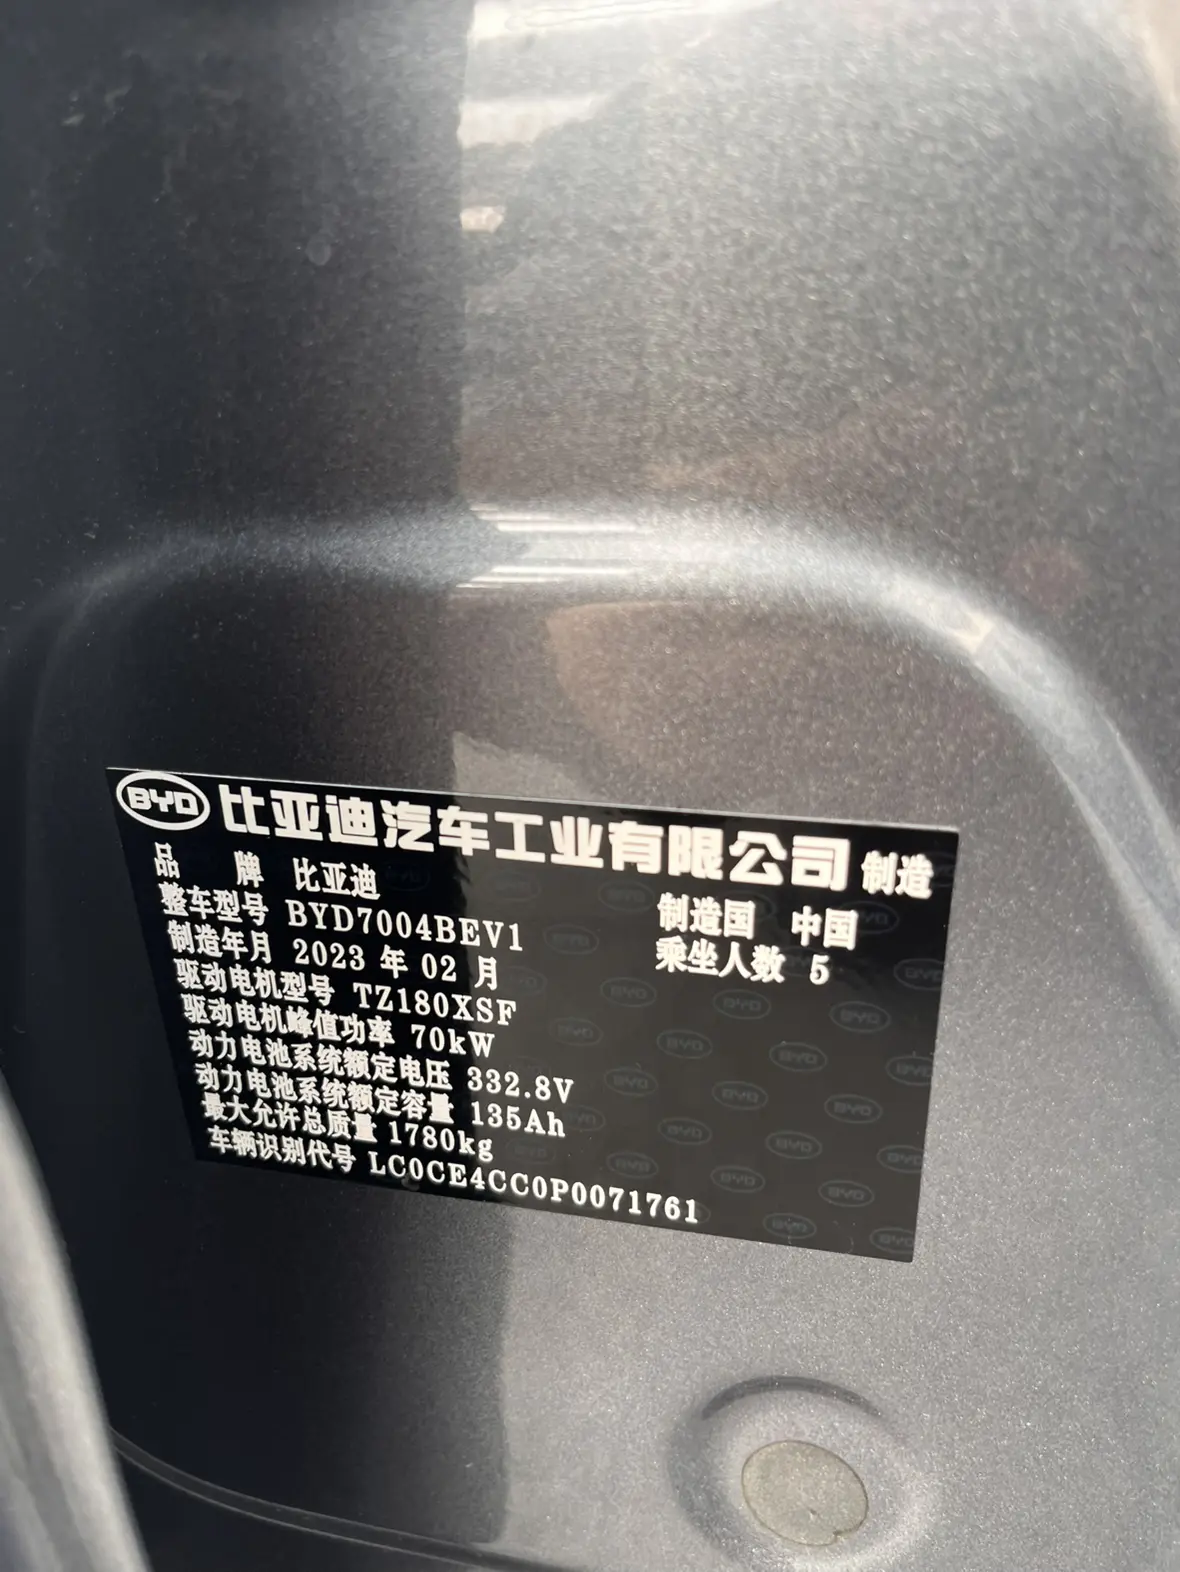 BYD 比亚迪汽车工业有限公司 制造
品 牌 比亚迪
制造国 中国
整车型号 BYD7004BEV1
乘坐人数 5
制造年月 2023 年 02 月
驱动电机型号 TZ180XSF
驱动电机峰值功率 70kW
动力电池系统额定电压 332.8V
动力电池系统额定容量 135Ah
最大允许总质量 1780kg
车辆识别代号 LC0CE4CC0P0071761